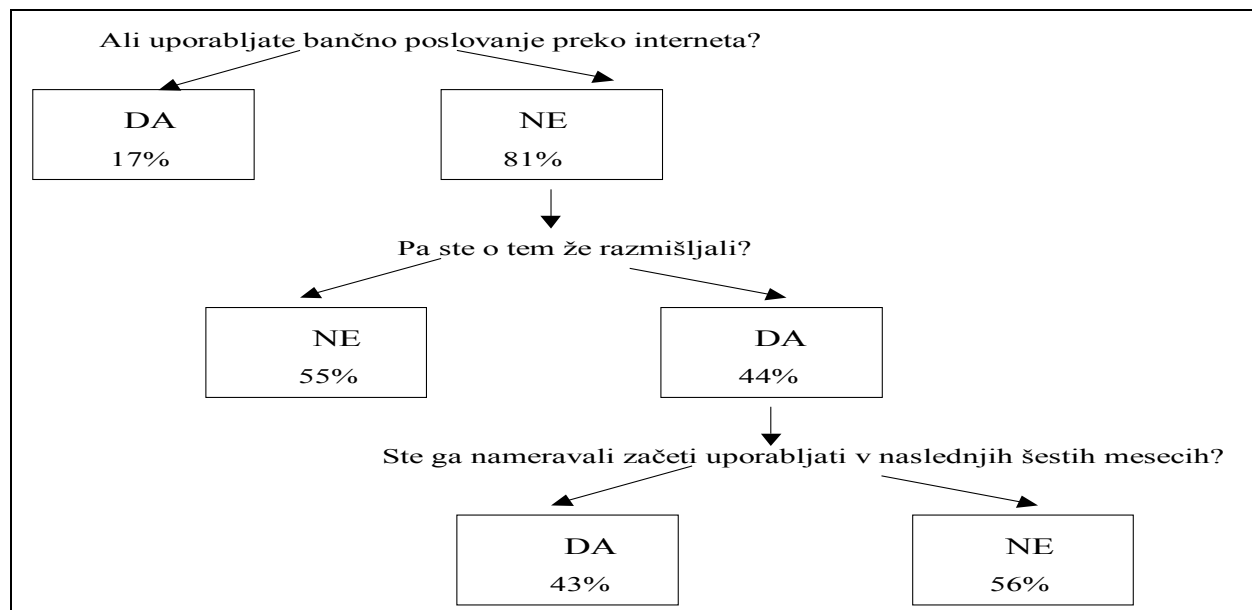 Ali uporabljate bančno poslovanje preko interneta?
DA
17%
NE
81%
Pa ste o tem že razmišljali?
NE
55%
DA
44%
Ste ga nameravali začeti uporabljati v naslednjih šestih mesecih?
DA
43%
NE
56%